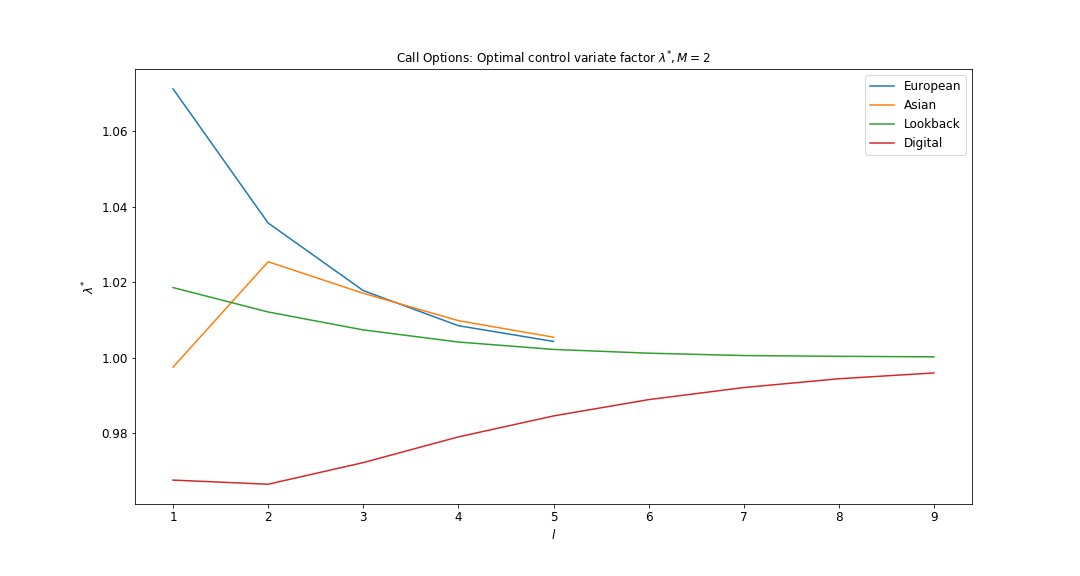 Call Options: Optimal control variate factor λ*, M = 2
European
Asian
Lookback
Digital
λ*
1.06
1.04
1.02
1.00
0.98
1 2 3 4 5 6 7 8 9
l